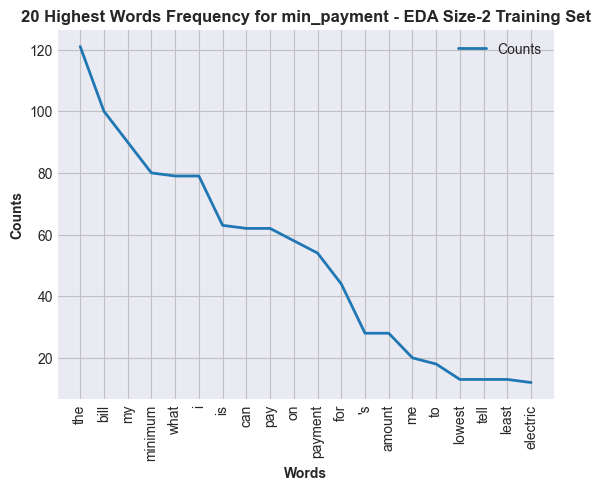 20 Highest Words Frequency for min_payment - EDA Size-2 Training Set
Counts
120
100
80
60
40
20
Counts
the
bill
my
minimum
what
i
is
can
pay
on
payment
for
's
amount
me
to
lowest
tell
least
electric
Words